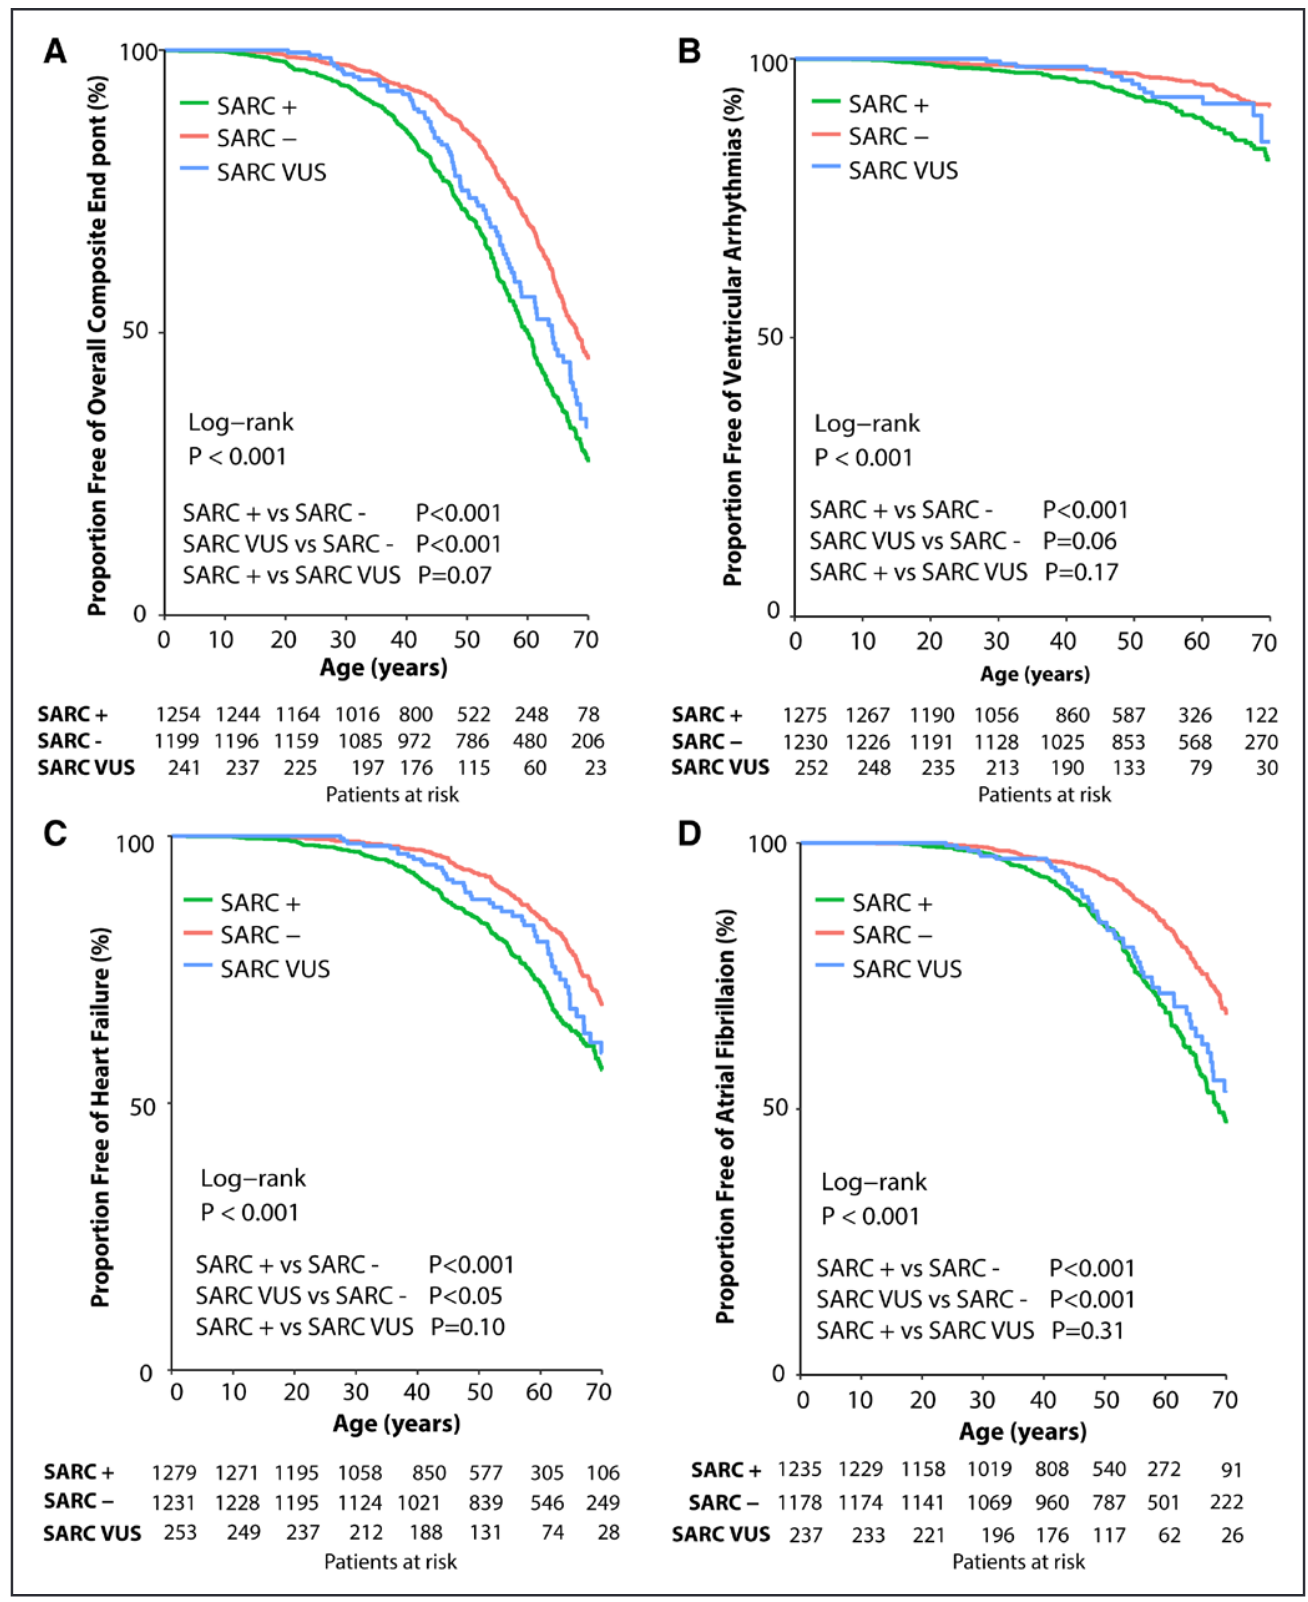 A
Proportion Free of Overall Composite End pont (%)
100
50
0
SARC +
SARC –
SARC VUS
Log–rank
P < 0.001
SARC + vs SARC - P<0.001
SARC VUS vs SARC - P<0.001
SARC + vs SARC VUS P=0.07
0 10 20 30 40 50 60 70
Age (years)
SARC + 1254 1244 1164 1016 800 522 248 78
SARC - 1199 1196 1159 1085 972 786 480 206
SARC VUS 241 237 225 197 176 115 60 23
Patients at risk
B
Proportion Free of Ventricular Arrhythmias (%)
100
50
0
SARC +
SARC –
SARC VUS
Log–rank
P < 0.001
SARC + vs SARC - P<0.001
SARC VUS vs SARC - P=0.06
SARC + vs SARC VUS P=0.17
0 10 20 30 40 50 60 70
Age (years)
SARC + 1275 1267 1190 1056 860 587 326 122
SARC – 1230 1226 1191 1128 1025 853 568 270
SARC VUS 252 248 235 213 190 133 79 30
Patients at risk
C
Proportion Free of Heart Failure (%)
100
50
0
SARC +
SARC –
SARC VUS
Log–rank
P < 0.001
SARC + vs SARC - P<0.001
SARC VUS vs SARC - P<0.05
SARC + vs SARC VUS P=0.10
0 10 20 30 40 50 60 70
Age (years)
SARC + 1279 1271 1195 1058 850 577 305 106
SARC – 1231 1228 1195 1124 1021 839 546 249
SARC VUS 253 249 237 212 188 131 74 28
Patients at risk
D
Proportion Free of Atrial Fibrillaion (%)
100
50
0
SARC +
SARC –
SARC VUS
Log–rank
P < 0.001
SARC + vs SARC - P<0.001
SARC VUS vs SARC - P<0.001
SARC + vs SARC VUS P=0.31
0 10 20 30 40 50 60 70
Age (years)
SARC + 1235 1229 1158 1019 808 540 272 91
SARC – 1178 1174 1141 1069 960 787 501 222
SARC VUS 237 233 221 196 176 117 62 26
Patients at risk